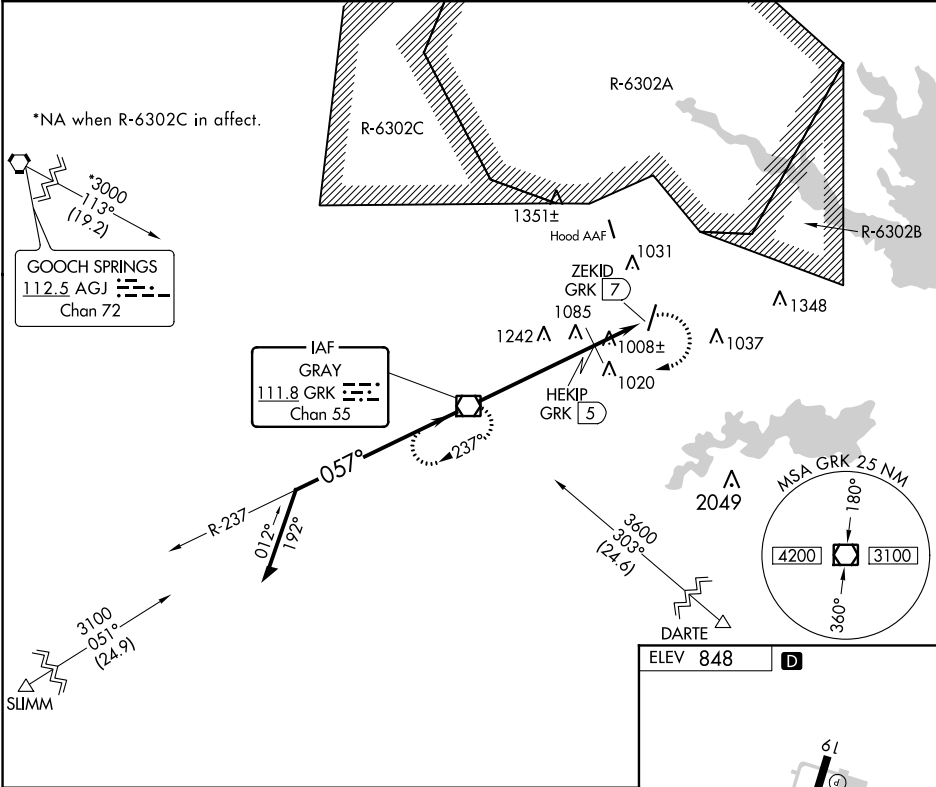 R-6302A
*NA when R-6302C in affect.
R-6302C
*3000
113°
(19.2)
1351±
Hood AAF
R-6302B
1031
ZEKID
GRK 7
GOOCH SPRINGS
112.5 AGJ
Chan 72
1348
1085
1242
1008±
1037
IAF
GRAY
111.8 GRK
Chan 55
1020
HEKIP
GRK 5
237°
057°
MSA GRK 25 NM
2049
180°
R-237
012°
192°
3600
303°
(24.6)
4200
3100
360°
3100
051°
(24.9)
DARTE
SLIMM
ELEV 848 D
19
P